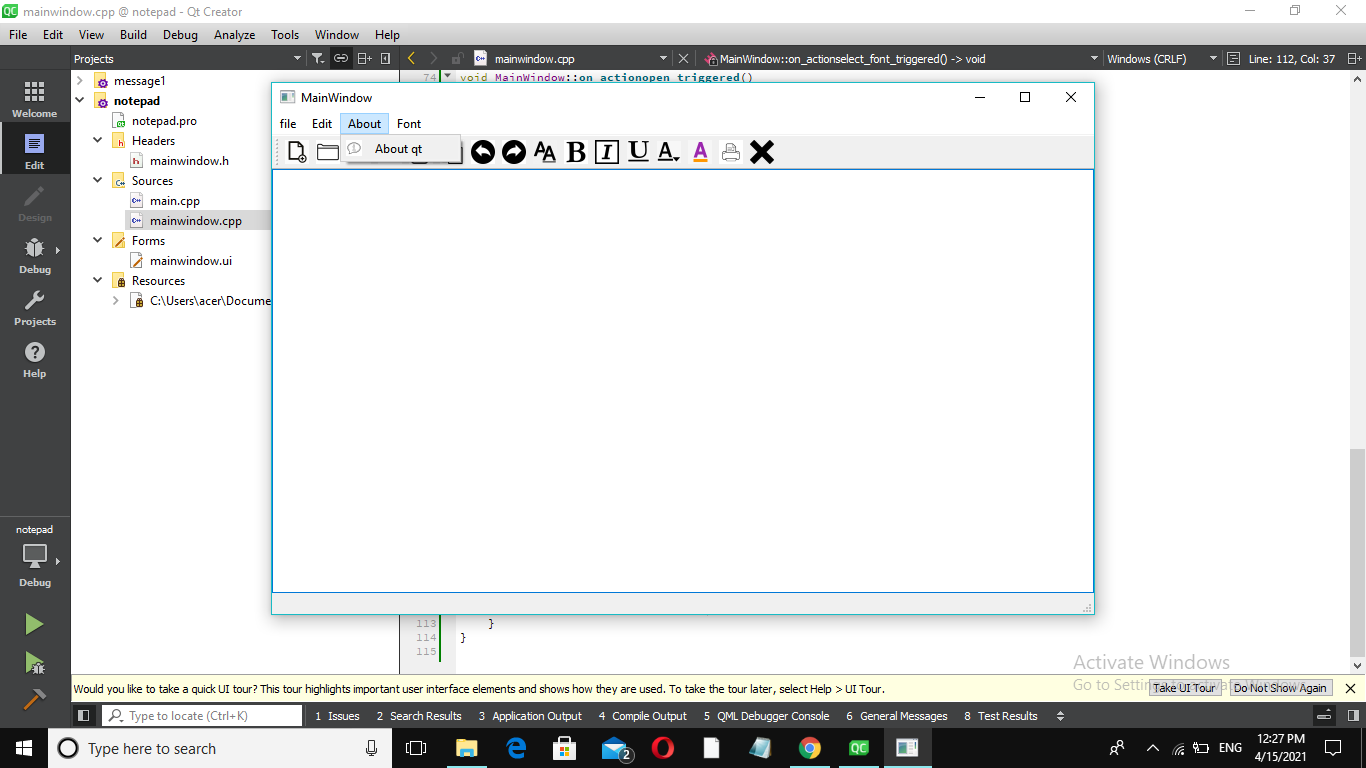 mainwindow.cpp @ notepad - Qt Creator
File Edit View Build Debug Analyze Tools Window Help
Projects
mainwindow.cpp
MainWindow::on_actionselect_font_triggered() -> void
Windows (CRLF)
Line: 112, Col: 37
Welcome
Edit
Design
Debug
Projects
Help
notepad
Debug
message1
notepad
notepad.pro
Headers
mainwindow.h
Sources
main.cpp
mainwindow.cpp
Forms
mainwindow.ui
Resources
C:\Users\acer\Docume
74 void MainWindow::on_actionopen_triggered()
MainWindow
file Edit About Font
About qt
113 }
114 }
115
Activate Windows
Go to Settin
Would you like to take a quick UI tour? This tour highlights important user interface elements and shows how they are used. To take the tour later, select Help > UI Tour.
Take UI Tour
Do Not Show Again
Type to locate (Ctrl+K)
1 Issues 2 Search Results 3 Application Output 4 Compile Output 5 QML Debugger Console 6 General Messages 8 Test Results
Type here to search
2
ENG
12:27 PM
4/15/2021